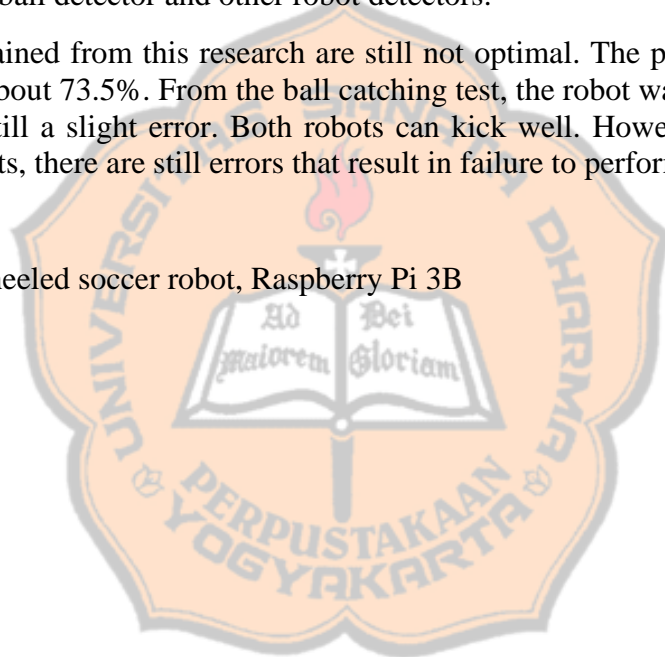 ball detector and other robot detectors.
ained from this research are still not optimal. The p
bout 73.5%. From the ball catching test, the robot wa
till a slight error. Both robots can kick well. Howe
ts, there are still errors that result in failure to perfor
heeled soccer robot, Raspberry Pi 3B
UNIVERSITAS SANATA DHARMA
Ad Dei
Maiorem Gloriam
PERPUSTAKAAN
YOGYAKARTA